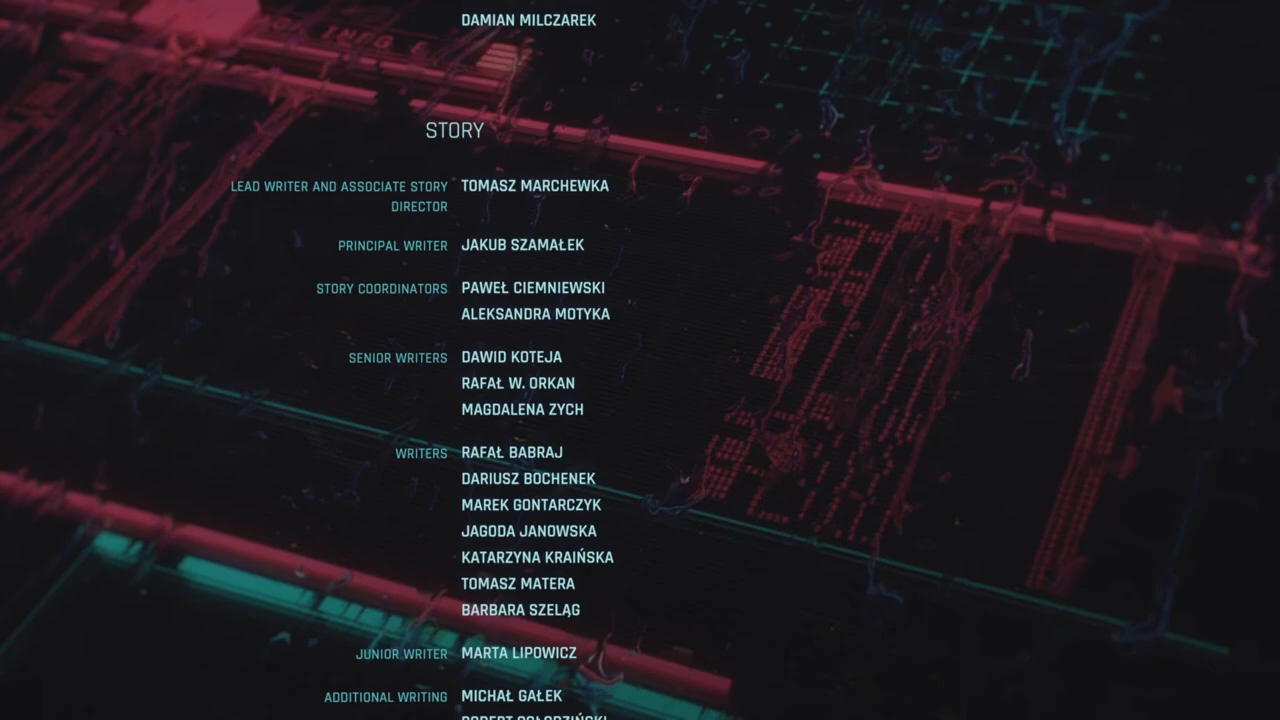 DAMIAN MILCZAREK
STORY
LEAD WRITER AND ASSOCIATE STORY DIRECTOR TOMASZ MARCHEWKA
PRINCIPAL WRITER JAKUB SZAMAŁEK
STORY COORDINATORS PAWEŁ CIEMNIEWSKI
ALEKSANDRA MOTYKA
SENIOR WRITERS DAWID KOTEJA
RAFAŁ W. ORKAN
MAGDALENA ZYCH
WRITERS RAFAŁ BABRAJ
DARIUSZ BOCHENEK
MAREK GONTARCZYK
JAGODA JANOWSKA
KATARZYNA KRAIŃSKA
TOMASZ MATERA
BARBARA SZELĄG
JUNIOR WRITER MARTA LIPOWICZ
ADDITIONAL WRITING MICHAŁ GAŁEK